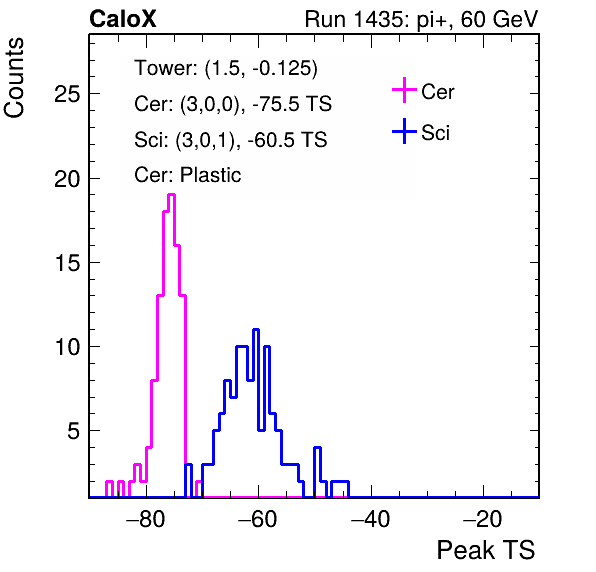 CaloX Run 1435: pi+, 60 GeV
Counts
Tower: (1.5, -0.125)
Cer: (3,0,0), -75.5 TS
Sci: (3,0,1), -60.5 TS
Cer: Plastic
Cer
Sci
25
20
15
10
5
−80 −60 −40 −20
Peak TS